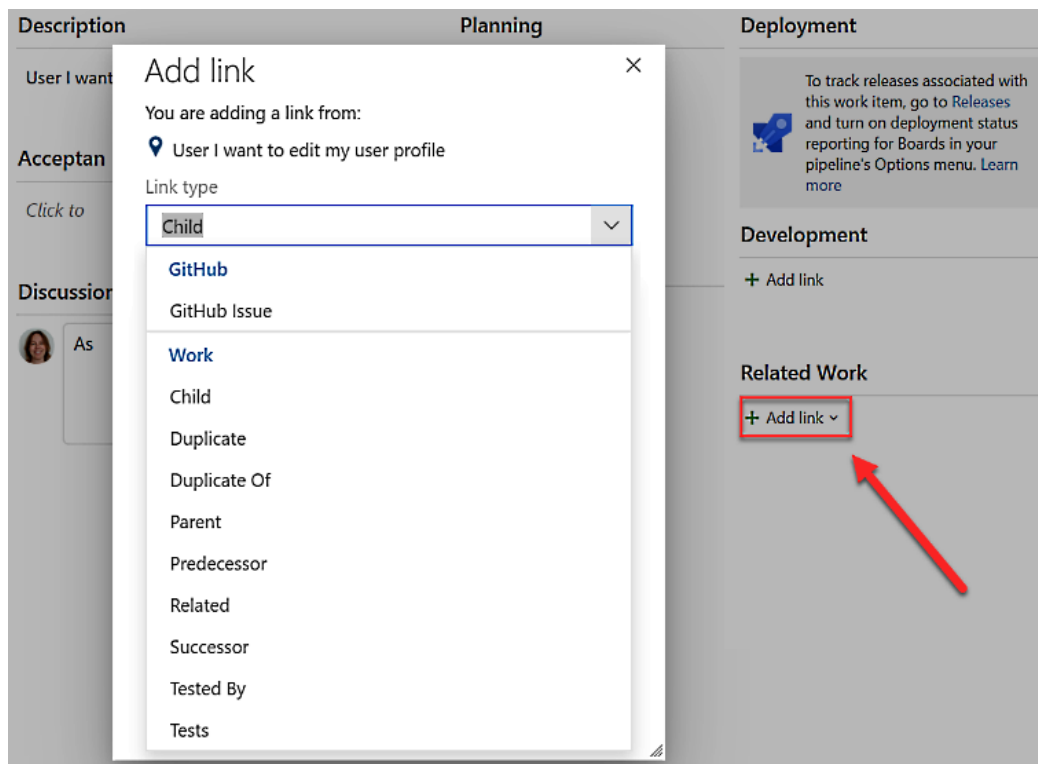 Description
User I want
Acceptan
Click to
Discussion
As
Planning
Add link
You are adding a link from:
User I want to edit my user profile
Link type
Child
GitHub
GitHub Issue
Work
Child
Duplicate
Duplicate Of
Parent
Predecessor
Related
Successor
Tested By
Tests
Deployment
To track releases associated with
this work item, go to Releases
and turn on deployment status
reporting for Boards in your
pipeline's Options menu. Learn
more
Development
+ Add link
Related Work
+ Add link